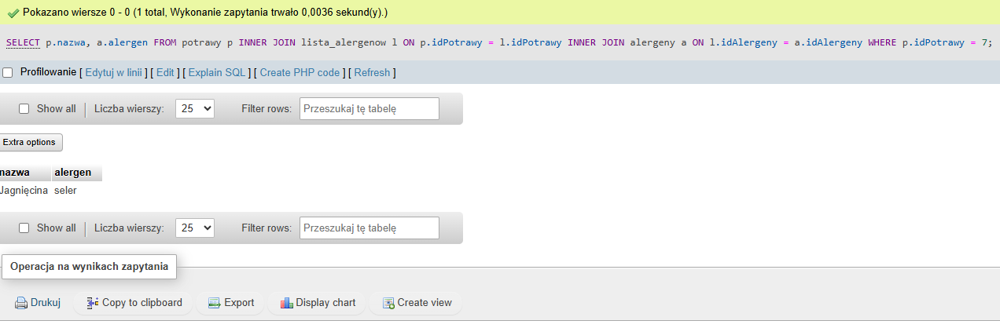 Pokazano wiersze 0 - 0 (1 total, Wykonanie zapytania trwało 0,0036 sekund(y).)
SELECT p.nazwa, a.alergen FROM potrawy p INNER JOIN lista_alergenow l ON p.idPotrawy = l.idPotrawy INNER JOIN alergeny a ON l.idAlergeny = a.idAlergeny WHERE p.idPotrawy = 7;
Profilowanie [ Edytuj w linii ] [ Edit ] [ Explain SQL ] [ Create PHP code ] [ Refresh ]
Show all Liczba wierszy: 25 Filter rows: Przeszukaj tę tabelę
Extra options
nazwa alergen
Jagnięcina seler
Show all Liczba wierszy: 25 Filter rows: Przeszukaj tę tabelę
Operacja na wynikach zapytania
Drukuj Copy to clipboard Export Display chart Create view